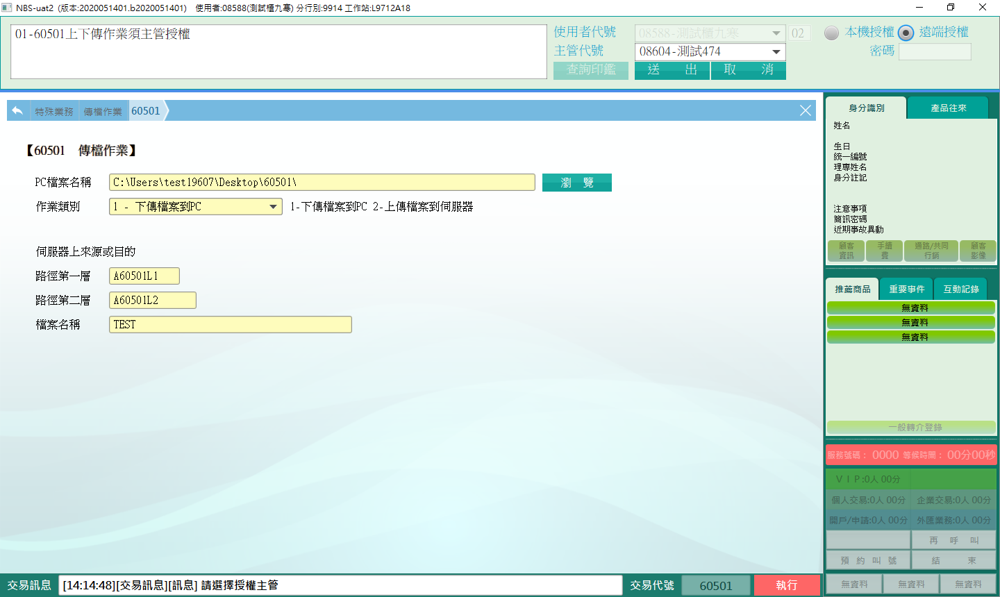 NBS-uat2 (版本:2020051401.b2020051401) 使用者:08588(測試櫃九寒) 分行別:9914 工作站:L9712A18
01-60501上下傳作業須主管授權
使用者代號 08588-測試櫃九寒 02 本機授權 遠端授權
主管代號 08604-測試474 密碼
查詢印鑑 送 出 取 消
特殊業務 傳檔作業 60501
【60501 傳檔作業】
PC檔案名稱 C:\Users\test19607\Desktop\60501\ 瀏 覽
作業類別 1 - 下傳檔案到PC 1-下傳檔案到PC 2-上傳檔案到伺服器
伺服器上來源或目的
路徑第一層 A60501L1
路徑第二層 A60501L2
檔案名稱 TEST
身分識別 產品往來
姓名
生日
統一編號
理專姓名
身分註記
注意事項
簡訊密碼
近期事故異動
顧客資訊 手續費 通路/共同行銷 顧客影像
推薦商品 重要事件 互動記錄
無資料
無資料
無資料
一般轉介登錄
服務號碼： 0000 等候時間： 00分00秒
ＶＩＰ:0人 00分
個人交易:0人 00分 企業交易:0人 00分
開戶/申請:0人 00分 外匯業務:0人 00分
再 呼 叫
預 約 叫 號 結 束
無資料 無資料 無資料
交易訊息 [14:14:48][交易訊息][訊息] 請選擇授權主管 交易代號 60501 執行